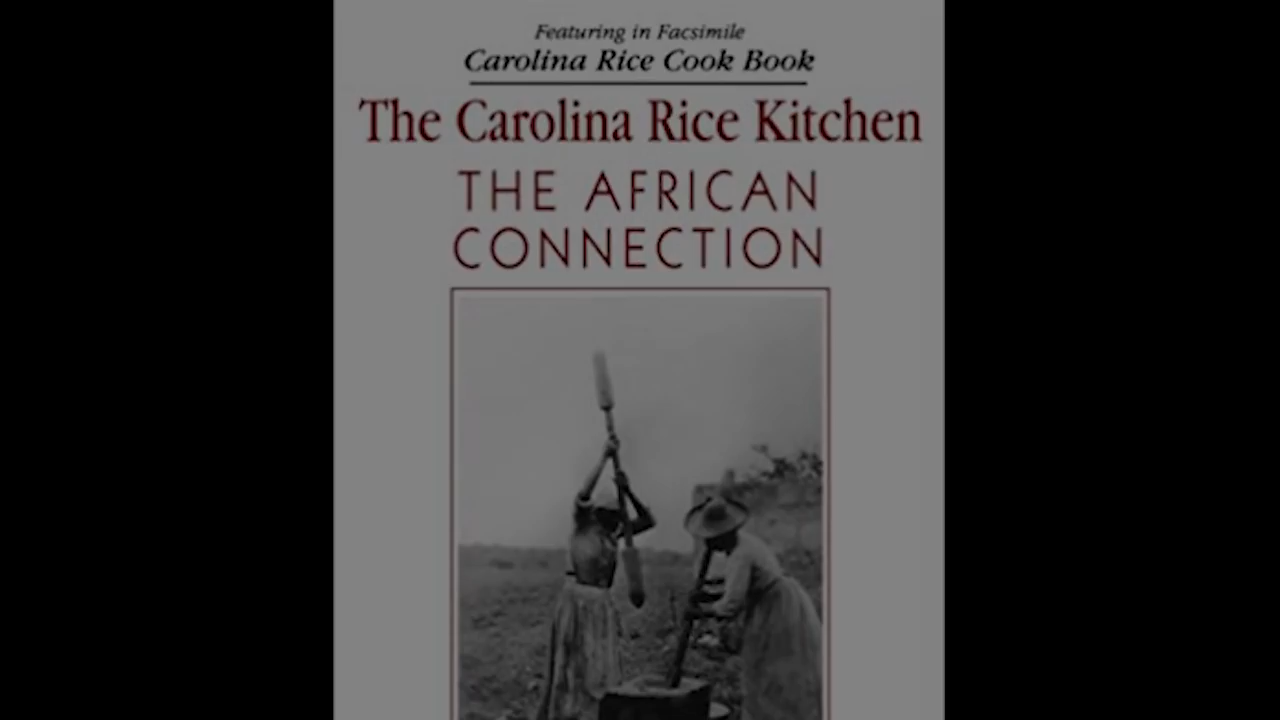 Featuring in Facsimile
Carolina Rice Cook Book
The Carolina Rice Kitchen
THE AFRICAN
CONNECTION